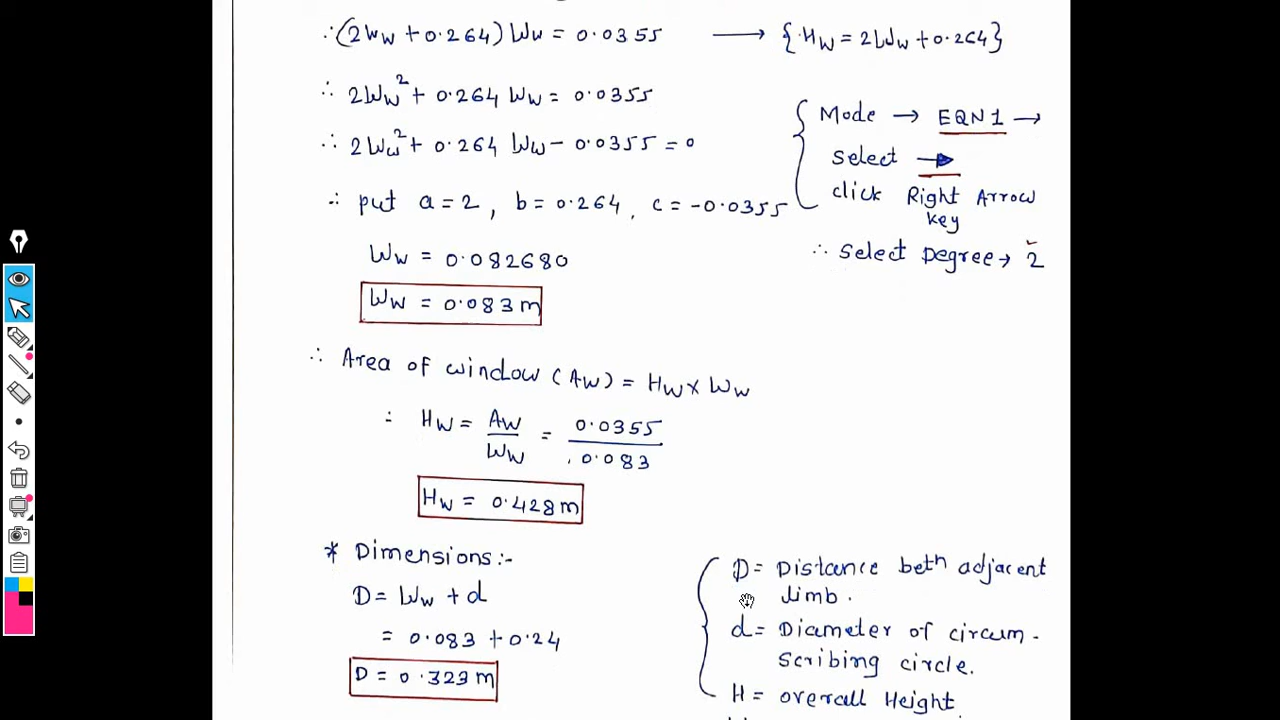 ∴(2Ww + 0.264) Ww = 0.0355 ⟶ {Hw = 2Ww + 0.264}
∴ 2Ww² + 0.264 Ww = 0.0355
∴ 2Ww² + 0.264 Ww - 0.0355 = 0
∴ put a = 2, b = 0.264, c = -0.0355
Mode → EQN1 →
select →
click Right Arrow
key
∴ select Degree → 2
Ww = 0.082680
Ww = 0.083 m
∴ Area of window (Aw) = Hw × Ww
∴ Hw = Aw/Ww = 0.0355/0.083
Hw = 0.428 m
* Dimensions:-
D = Ww + d
= 0.083 + 0.24
D = 0.323 m
D = Distance betn adjacent
limb.
d = Diameter of circum-
scribing circle.
H = overall Height.